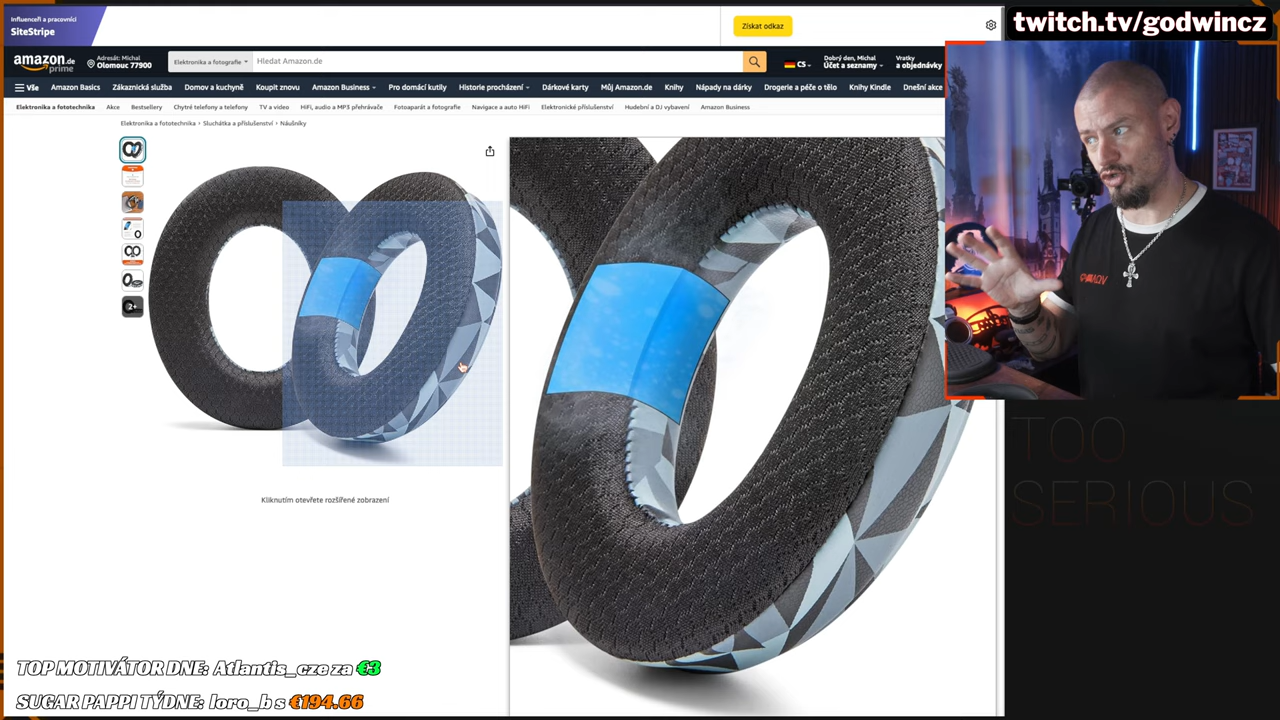 Influenceři a pracovníci
SiteStripe
Získat odkaz
twitch.tv/godwincz
amazon.de
prime
Adresát: Michal
Olomouc 77900
Elektronika a fotografie
Hledat Amazon.de
CS
Dobrý den, Michal
Účet a seznamy
Vratky
a objednávky
Vše
Amazon Basics
Zákaznická služba
Domov a kuchyně
Koupit znovu
Amazon Business
Pro domácí kutily
Historie procházení
Dárkové karty
Můj Amazon.de
Knihy
Nápady na dárky
Drogerie a péče o tělo
Knihy Kindle
Dnešní akce
Elektronika a fototechnika
Akce
Bestsellery
Chytré telefony a telefony
TV a video
HiFi, audio a MP3 přehrávače
Fotoaparát a fotografie
Navigace a auto HiFi
Elektronické příslušenství
Hudební a DJ vybavení
Amazon Business
Elektronika a fototechnika › Sluchátka a příslušenství › Náušníky
2+
Kliknutím otevřete rozšířené zobrazení
TOO
SERIOUS
TOP MOTIVÁTOR DNE: Atlantis_cze za €3
SUGAR PAPPI TÝDNE: loro_b s €194.66